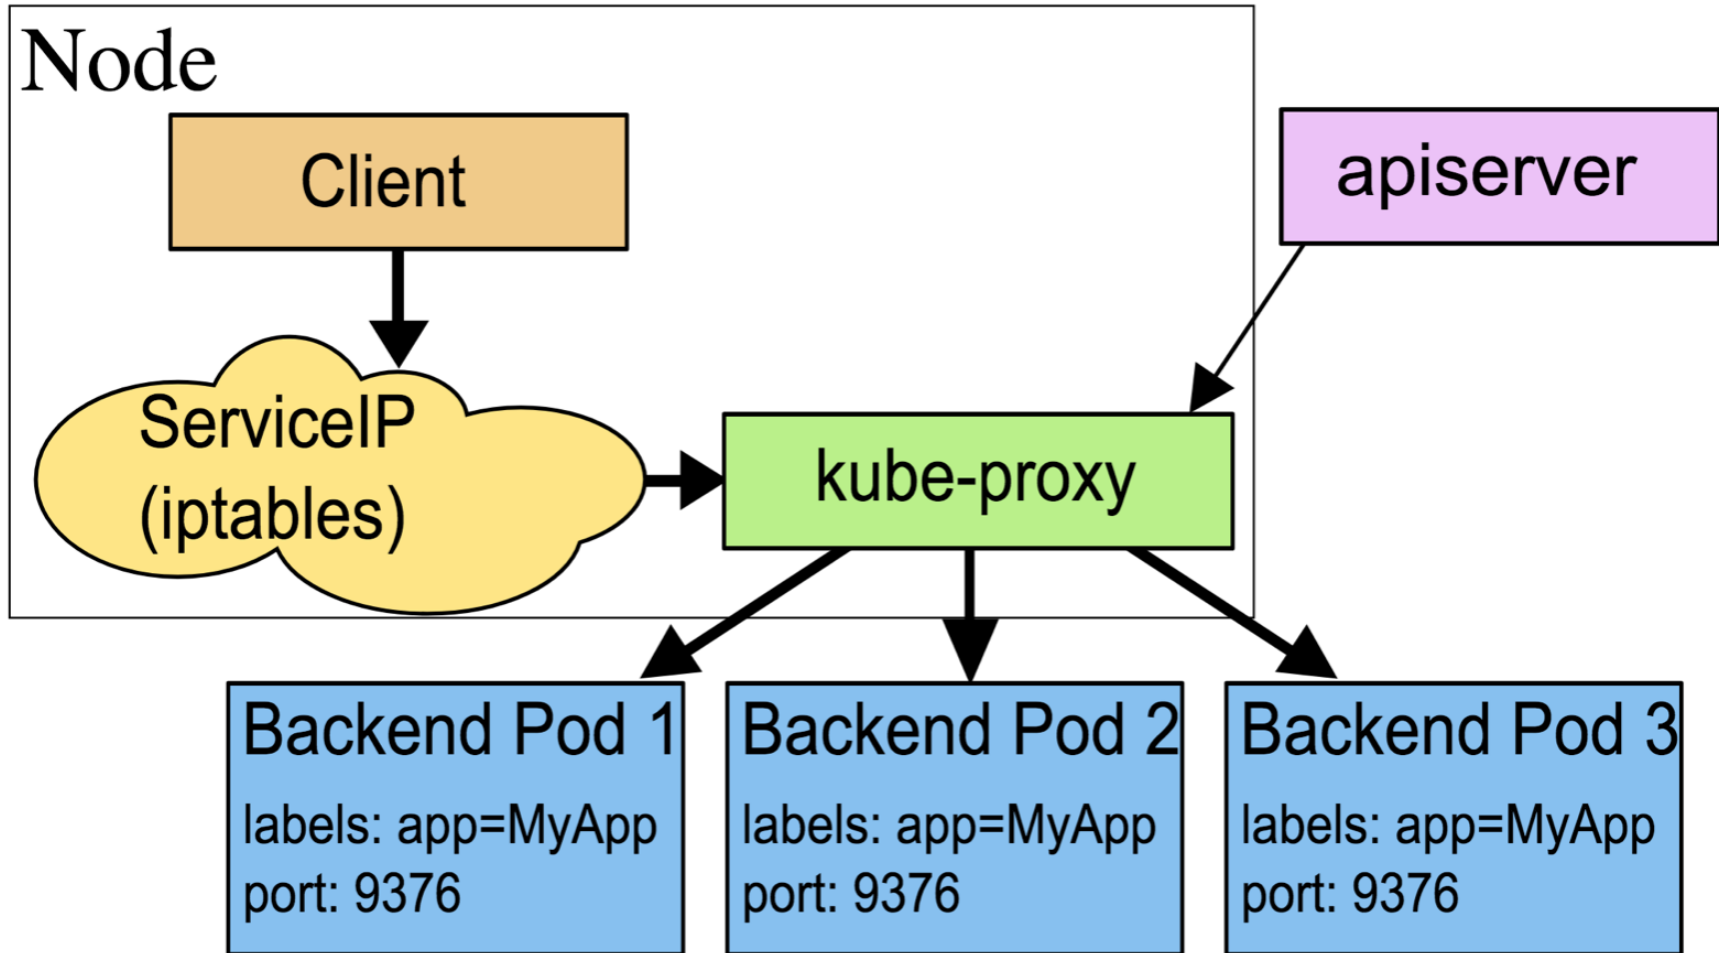 Node
Client
apiserver
ServiceIP
(iptables)
kube-proxy
Backend Pod 1
labels: app=MyApp
port: 9376
Backend Pod 2
labels: app=MyApp
port: 9376
Backend Pod 3
labels: app=MyApp
port: 9376